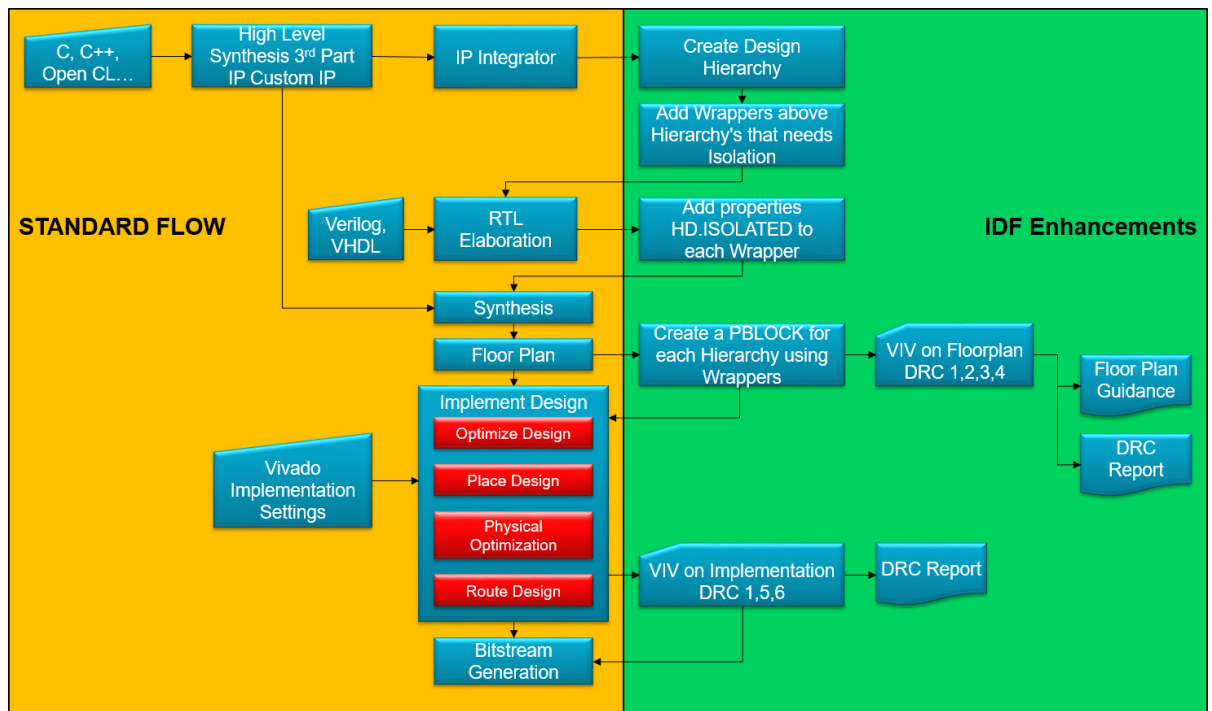 C, C++,
Open CL…
High Level
Synthesis 3rd Part
IP Custom IP
IP Integrator
Create Design
Hierarchy
Add Wrappers above
Hierarchy's that needs
Isolation
STANDARD FLOW
Verilog,
VHDL
RTL
Elaboration
Add properties
HD.ISOLATED to
each Wrapper
IDF Enhancements
Synthesis
Floor Plan
Create a PBLOCK for
each Hierarchy using
Wrappers
VIV on Floorplan
DRC 1,2,3,4
Floor Plan
Guidance
DRC
Report
Implement Design
Optimize Design
Place Design
Physical
Optimization
Route Design
Vivado
Implementation
Settings
VIV on Implementation
DRC 1,5,6
DRC Report
Bitstream
Generation